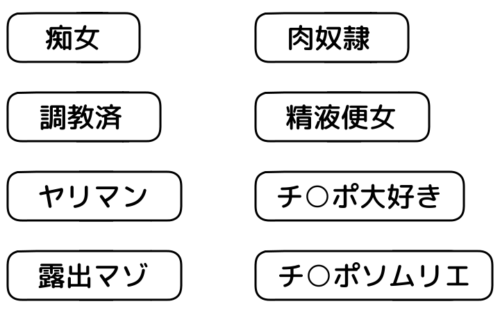 痴女
肉奴隷
調教済
精液便女
ヤリマン
チ○ポ大好き
露出マゾ
チ○ポソムリエ